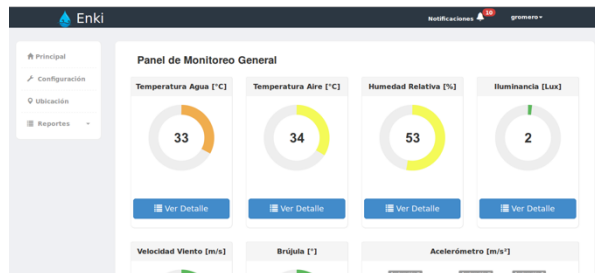 Enki
Notificaciones 10 gromero
Principal
Configuración
Ubicación
Reportes
Panel de Monitoreo General
Temperatura Agua [°C]
33
Ver Detalle
Temperatura Aire [°C]
34
Ver Detalle
Humedad Relativa [%]
53
Ver Detalle
Iluminancia [Lux]
2
Ver Detalle
Velocidad Viento [m/s]
Brújula [°]
Acelerómetro [m/s²]